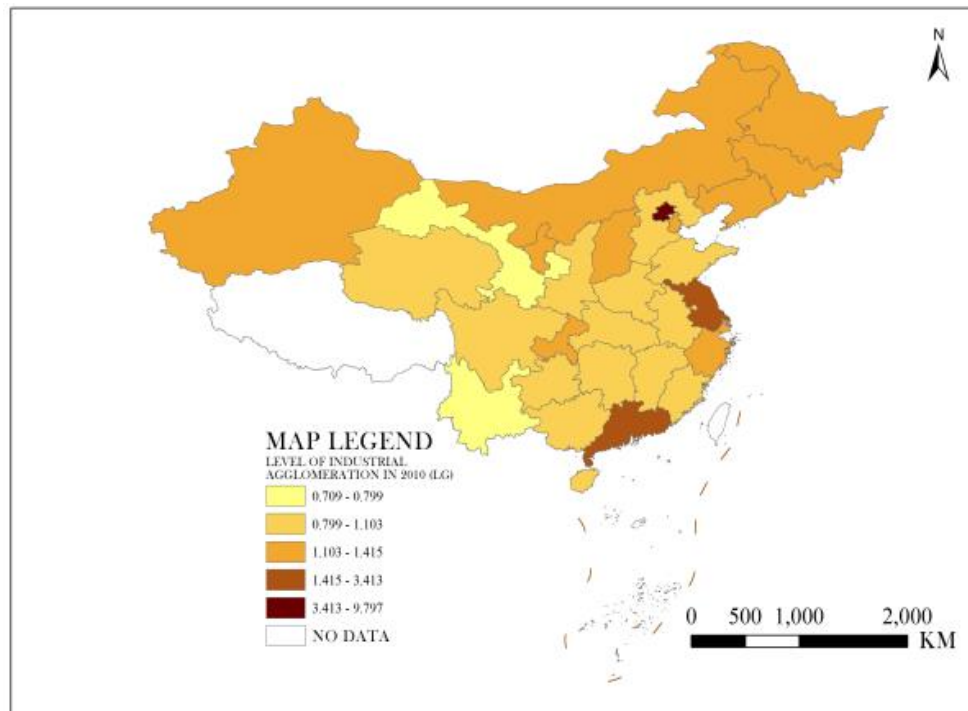 N
MAP LEGEND
LEVEL OF INDUSTRIAL
AGGLOMERATION IN 2010 (LG)
0.709 - 0.799
0.799 - 1.103
1.103 - 1.415
1.415 - 3.413
3.413 - 9.797
NO DATA
0 500 1,000 2,000
KM